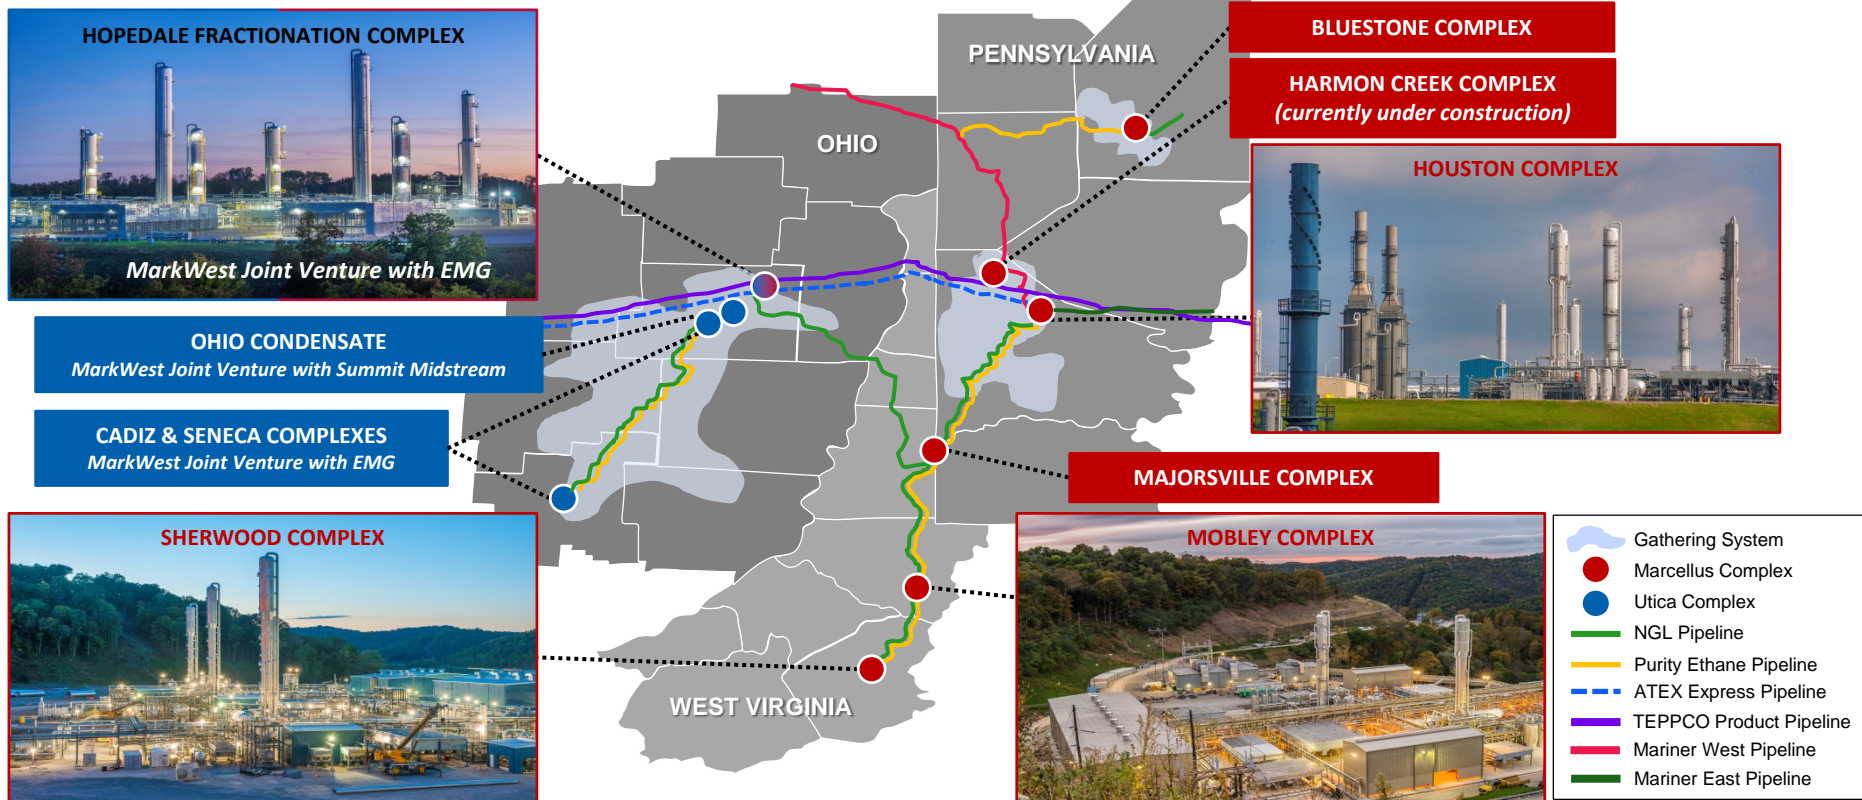 HOPEDALE FRACTIONATION COMPLEX
MarkWest Joint Venture with EMG
OHIO CONDENSATE
MarkWest Joint Venture with Summit Midstream
CADIZ & SENECA COMPLEXES
MarkWest Joint Venture with EMG
SHERWOOD COMPLEX
PENNSYLVANIA
OHIO
WEST VIRGINIA
BLUESTONE COMPLEX
HARMON CREEK COMPLEX
(currently under construction)
HOUSTON COMPLEX
MAJORSVILLE COMPLEX
MOBLEY COMPLEX
Gathering System
Marcellus Complex
Utica Complex
NGL Pipeline
Purity Ethane Pipeline
ATEX Express Pipeline
TEPPCO Product Pipeline
Mariner West Pipeline
Mariner East Pipeline